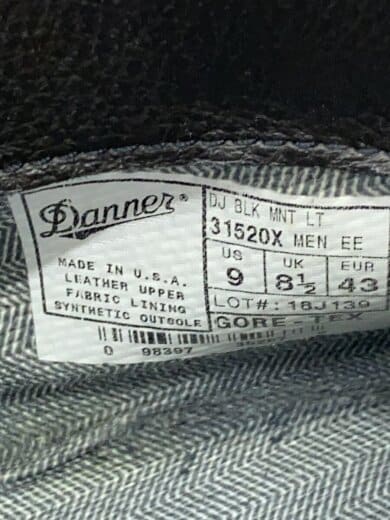 Danner®
MADE IN U.S.A.
LEATHER UPPER
FABRIC LINING
SYNTHETIC OUTSOLE
DJ BLK MNT LT
31520X MEN EE
US UK EUR
9 8½ 43
LOT#: 18J139
GORE-TEX
0 98397